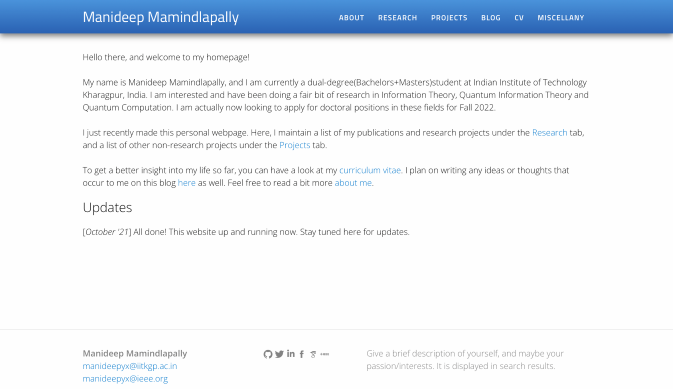 Manideep Mamindlapally
ABOUT RESEARCH PROJECTS BLOG CV MISCELLANY
Hello there, and welcome to my homepage!
My name is Manideep Mamindlapally, and I am currently a dual-degree(Bachelors+Masters)student at Indian Institute of Technology
Kharagpur, India. I am interested and have been doing a fair bit of research in Information Theory, Quantum Information Theory and
Quantum Computation. I am actually now looking to apply for doctoral positions in these fields for Fall 2022.
I just recently made this personal webpage. Here, I maintain a list of my publications and research projects under the Research tab,
and a list of other non-research projects under the Projects tab.
To get a better insight into my life so far, you can have a look at my curriculum vitae. I plan on writing any ideas or thoughts that
occur to me on this blog here as well. Feel free to read a bit more about me.
Updates
[October '21] All done! This website up and running now. Stay tuned here for updates.
Manideep Mamindlapally
manideepyx@iitkgp.ac.in
manideepyx@ieee.org
Give a brief description of yourself, and maybe your
passion/interests. It is displayed in search results.